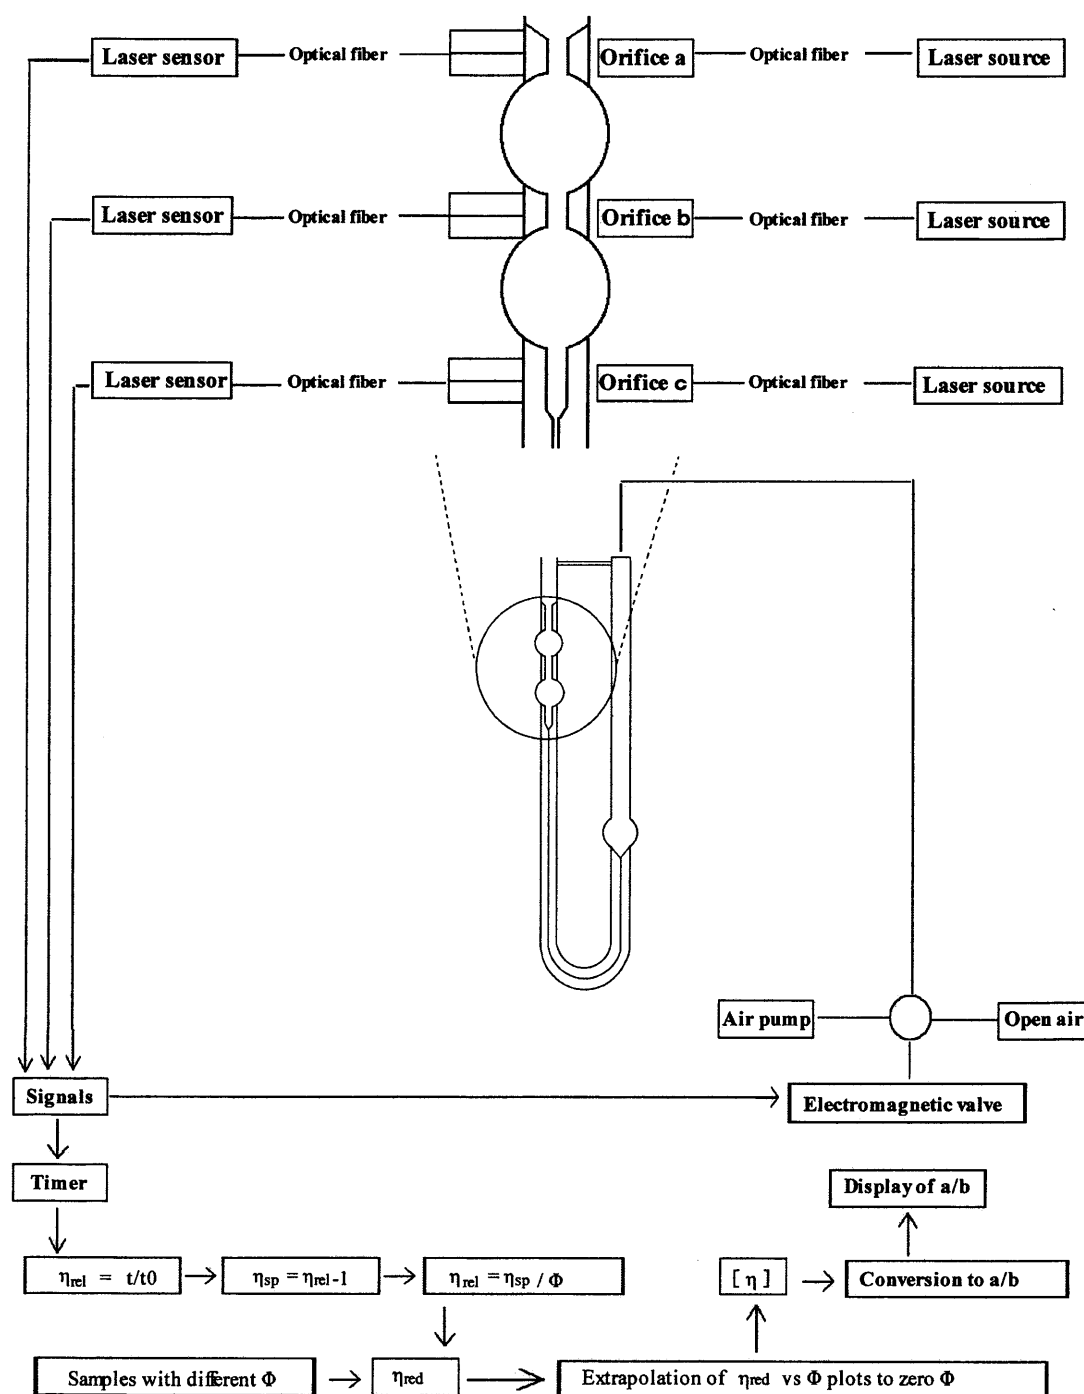 Laser sensor Optical fiber Orifice a Optical fiber Laser source
Laser sensor Optical fiber Orifice b Optical fiber Laser source
Laser sensor Optical fiber Orifice c Optical fiber Laser source
Air pump Open air
Signals Electromagnetic valve
Timer
Display of a/b
ηrel = t/t0 ηsp = ηrel-1 ηrel = ηsp / Φ [η] Conversion to a/b
Samples with different Φ ηred Extrapolation of ηred vs Φ plots to zero Φ